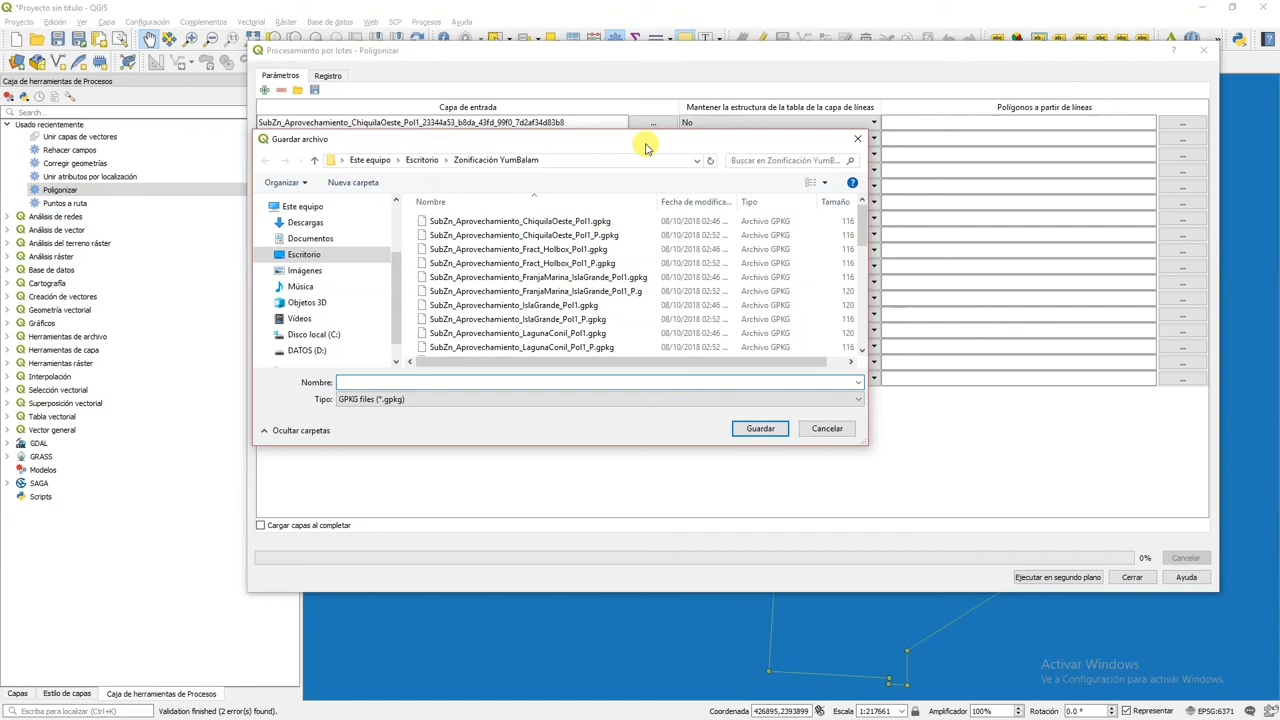 *Proyecto sin título - QGIS
Proyecto Edición Ver Capa Configuración Complementos Vectorial Ráster Base de datos Web SCP Procesos Ayuda
Procesamiento por lotes - Poligonizar
Caja de herramientas de Procesos
Parámetros Registro
Search...
Capa de entrada Mantener la estructura de la tabla de la capa de líneas Polígonos a partir de líneas
SubZn_Aprovechamiento_ChiquilaOeste_Pol1_23344a53_b8da_43fd_99f0_7d2af34d83b8 ... No ...
Usado recientemente
Unir capas de vectores
Rehacer campos
Corregir geometrías
Unir atributos por localización
Poligonizar
Puntos a ruta
Análisis de redes
Análisis de vector
Análisis del terreno ráster
Análisis ráster
Base de datos
Cartografía
Creación de vectores
Geometría vectorial
Gráficos
Herramientas de archivo
Herramientas de capa
Herramientas ráster
Interpolación
Selección vectorial
Superposición vectorial
Tabla vectorial
Vector general
GDAL
GRASS
Modelos
SAGA
Scripts
Guardar archivo
Este equipo > Escritorio > Zonificación YumBalam
Buscar en Zonificación YumB...
Organizar Nueva carpeta
Este equipo
Descargas
Documentos
Escritorio
Imágenes
Música
Objetos 3D
Vídeos
Disco local (C:)
DATOS (D:)
Nombre Fecha de modifica... Tipo Tamaño
SubZn_Aprovechamiento_ChiquilaOeste_Pol1.gpkg 08/10/2018 02:46 ... Archivo GPKG 116
SubZn_Aprovechamiento_ChiquilaOeste_Pol1_P.gpkg 08/10/2018 02:52 ... Archivo GPKG 116
SubZn_Aprovechamiento_Fract_Holbox_Pol1.gpkg 08/10/2018 02:46 ... Archivo GPKG 116
SubZn_Aprovechamiento_Fract_Holbox_Pol1_P.gpkg 08/10/2018 02:52 ... Archivo GPKG 116
SubZn_Aprovechamiento_FranjaMarina_IslaGrande_Pol1.gpkg 08/10/2018 02:46 ... Archivo GPKG 116
SubZn_Aprovechamiento_FranjaMarina_IslaGrande_Pol1_P.g 08/10/2018 02:52 ... Archivo GPKG 120
SubZn_Aprovechamiento_IslaGrande_Pol1.gpkg 08/10/2018 02:46 ... Archivo GPKG 120
SubZn_Aprovechamiento_IslaGrande_Pol1_P.gpkg 08/10/2018 02:52 ... Archivo GPKG 116
SubZn_Aprovechamiento_LagunaConil_Pol1.gpkg 08/10/2018 02:46 ... Archivo GPKG 120
SubZn_Aprovechamiento_LagunaConil_Pol1_P.gpkg 08/10/2018 02:52 ... Archivo GPKG 116
Nombre:
Tipo: GPKG files (*.gpkg)
Ocultar carpetas Guardar Cancelar
Cargar capas al completar
0% Cancelar
Ejecutar en segundo plano Cerrar Ayuda
Activar Windows
Ve a Configuración para activar Windows.
Capas Estilo de capas Caja de herramientas de Procesos
Escriba para localizar (Ctrl+K) Validation finished (2 error(s) found). Coordenada 426895,2393899 Escala 1:217661 Amplificador 100% Rotación 0.0 ° Representar EPSG:6371